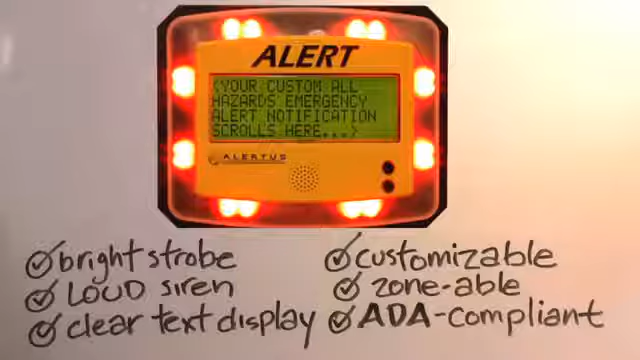 ALERT
<YOUR CUSTOM ALL
HAZARDS EMERGENCY
ALERT NOTIFICATION
SCROLLS HERE...>
ALERTUS
bright strobe
LOUD siren
clear text display
customizable
zone-able
ADA-compliant